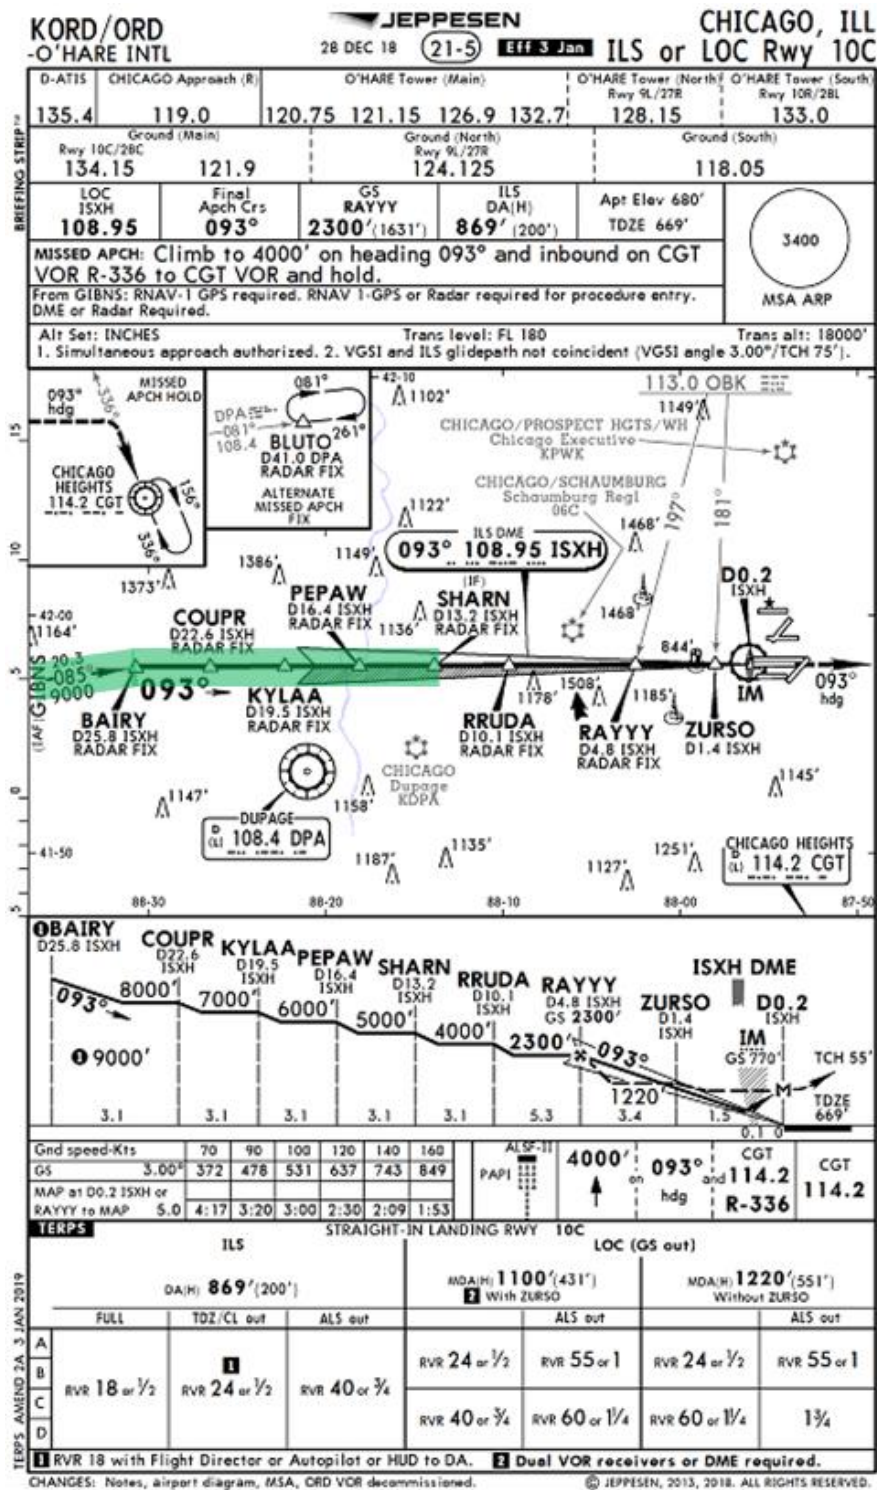 KORD/ORD
-O'HARE INTL
JEPPESEN
28 DEC 18
21-5
Eff 3 Jan
CHICAGO, ILL
ILS or LOC Rwy 10C
BRIEFING STRIP™
D-ATIS
135.4
CHICAGO Approach (R)
119.0
O'HARE Tower (Main)
120.75 121.15 126.9 132.7
O'HARE Tower (North)
Rwy 9L/27R
128.15
O'HARE Tower (South)
Rwy 10R/28L
133.0
Ground (Main)
Rwy 10C/28C
134.15 121.9
Ground (North)
Rwy 9L/27R
124.125
Ground (South)
118.05
LOC
ISXH
108.95
Final
Apch Crs
093°
GS
RAYYY
2300'(1631')
ILS
DA(H)
869' (200')
Apt Elev 680'
TDZE 669'
3400
MSA ARP
MISSED APCH: Climb to 4000' on heading 093° and inbound on CGT
VOR R-336 to CGT VOR and hold.
From GIBNS: RNAV-1 GPS required. RNAV 1-GPS or Radar required for procedure entry.
DME or Radar Required.
Alt Set: INCHES Trans level: FL 180 Trans alt: 18000'
1. Simultaneous approach authorized. 2. VGSI and ILS glidepath not coincident (VGSI angle 3.00°/TCH 75').
093°
hdg
336°
MISSED
APCH HOLD
CHICAGO
HEIGHTS
114.2 CGT
156°
336°
081°
DPA
081°
108.4
261°
BLUTO
D41.0 DPA
RADAR FIX
ALTERNATE
MISSED APCH
FIX
42-10
1102'
113.0 OBK
1149'
CHICAGO/PROSPECT HGTS/WH
Chicago Executive
KPWK
CHICAGO/SCHAUMBURG
Schaumburg Regl
06C
197°
181°
1122'
1468'
ILS DME
093° 108.95 ISXH
15
10
5
0
5
1373'
1386'
1149'
(IF)
PEPAW
D16.4 ISXH
RADAR FIX
SHARN
D13.2 ISXH
RADAR FIX
1468'
D0.2
ISXH
42-00
1164'
COUPR
D22.6 ISXH
RADAR FIX
1136'
844'
(IAF)
GIBNS
20.3
085°
9000
093°
BAIRY
D25.8 ISXH
RADAR FIX
KYLAA
D19.5 ISXH
RADAR FIX
1178'
1508'
1185'
IM
093°
hdg
RRUDA
D10.1 ISXH
RADAR FIX
RAYYY
D4.8 ISXH
RADAR FIX
ZURSO
D1.4 ISXH
CHICAGO
Dupage
KDPA
1147'
1158'
1145'
DUPAGE
D
(L) 108.4 DPA
41-50
1187'
1135'
1127'
1251'
CHICAGO HEIGHTS
D
(L) 114.2 CGT
88-30 88-20 88-10 88-00 87-50
1 BAIRY
D25.8 ISXH
COUPR
D22.6
ISXH
KYLAA
D19.5
ISXH
PEPAW
D16.4
ISXH
SHARN
D13.2
ISXH
RRUDA
D10.1
ISXH
RAYYY
D4.8 ISXH
GS 2300'
ZURSO
D1.4
ISXH
ISXH DME
D0.2
ISXH
IM
GS 770'
093°
8000'
7000'
6000'
5000'
4000'
2300'
093°
1220'
M
TCH 55'
TDZE
669'
1 9000'
3.1 3.1 3.1 3.1 3.1 5.3 3.4 1.5 0.1 0
Gnd speed-Kts 70 90 100 120 140 160
GS 3.00° 372 478 531 637 743 849
MAP at D0.2 ISXH or
RAYYY to MAP 5.0 4:17 3:20 3:00 2:30 2:09 1:53
ALSF-II
PAPI
4000'
on
093°
hdg
and
CGT
114.2
R-336
CGT
114.2
TERPS
STRAIGHT-IN LANDING RWY 10C
ILS
LOC (GS out)
DA(H) 869'(200')
MDA(H) 1100'(431')
2 With ZURSO
MDA(H) 1220'(551')
Without ZURSO
FULL TDZ/CL out ALS out ALS out ALS out
A
B
C
D
RVR 18 or ½
1
RVR 24 or ½
RVR 40 or ¾
RVR 24 or ½ RVR 55 or 1 RVR 24 or ½ RVR 55 or 1
RVR 40 or ¾ RVR 60 or 1¼ RVR 60 or 1¼ 1¾
1 RVR 18 with Flight Director or Autopilot or HUD to DA. 2 Dual VOR receivers or DME required.
TERPS AMEND 2A 3 JAN 2019
CHANGES: Notes, airport diagram, MSA, ORD VOR decommissioned.
© JEPPESEN, 2013, 2018. ALL RIGHTS RESERVED.